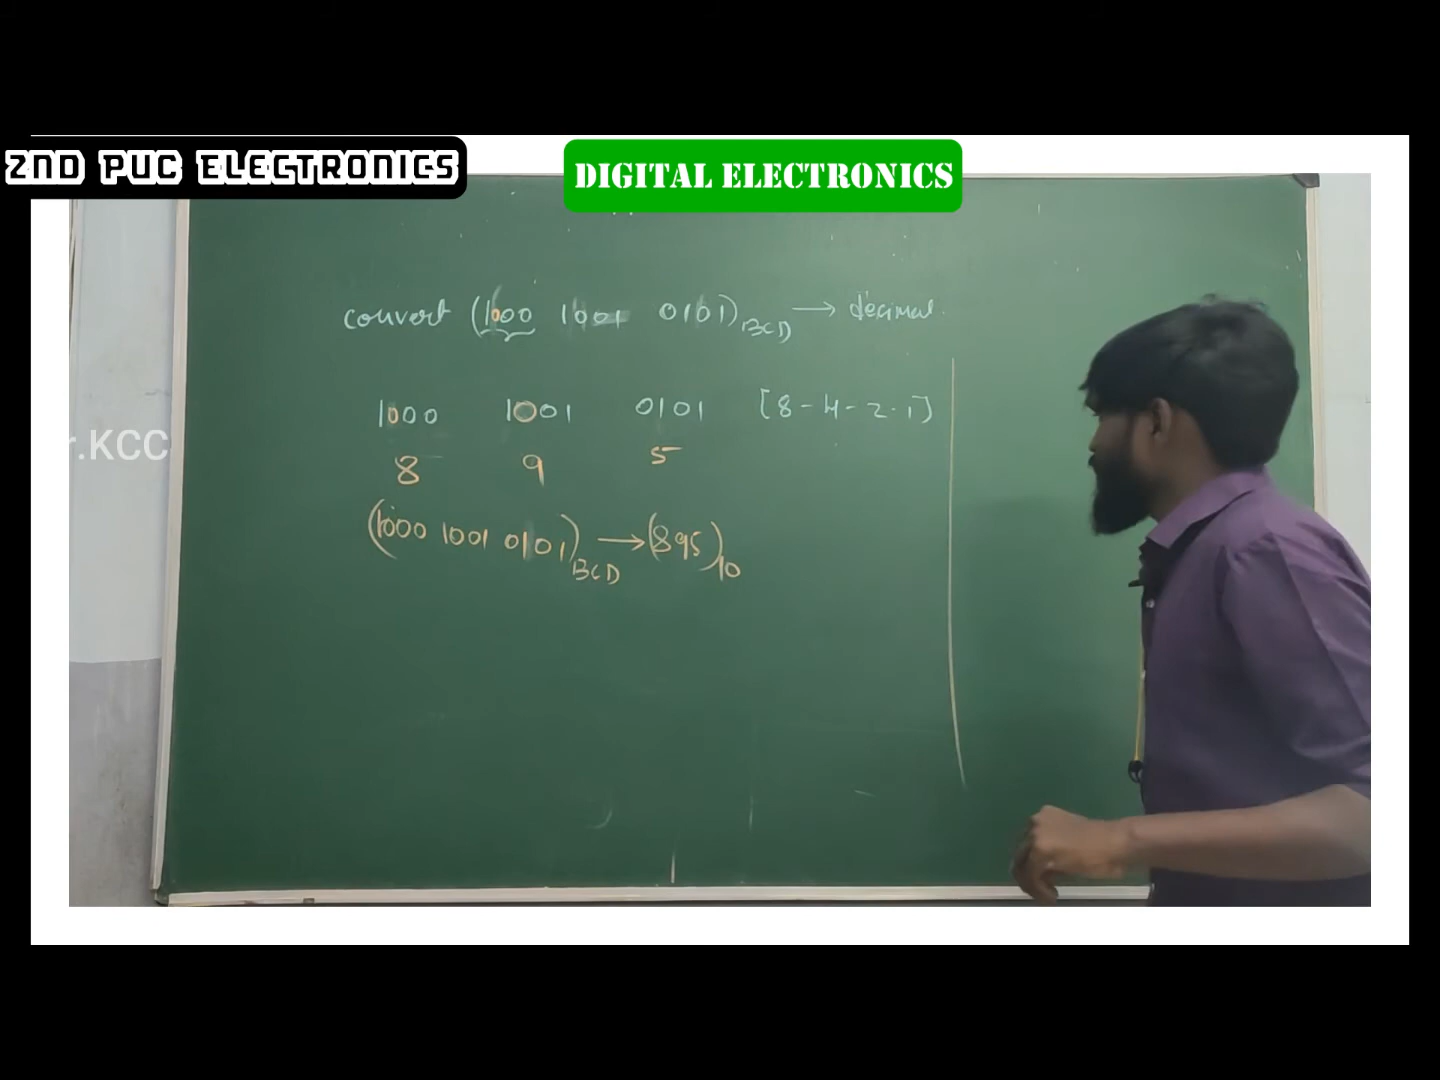 2ND PUC ELECTRONICS
DIGITAL ELECTRONICS
convert (1000 1001 0101)BCD → decimal.
1000 1001 0101 [8-4-2-1]
r.KCC
8 9 5
(1000 1001 0101)BCD → (895)10